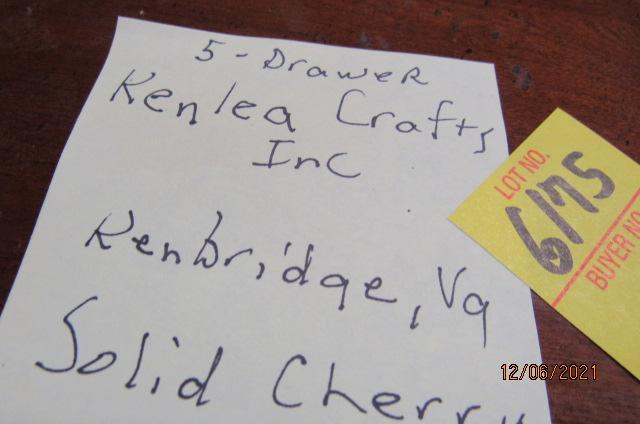 5-Drawer
Kenlea Crafts
Inc
Kenbridge, Va
Solid Cherry
LOT NO.
6175
BUYER NO
12/06/2021